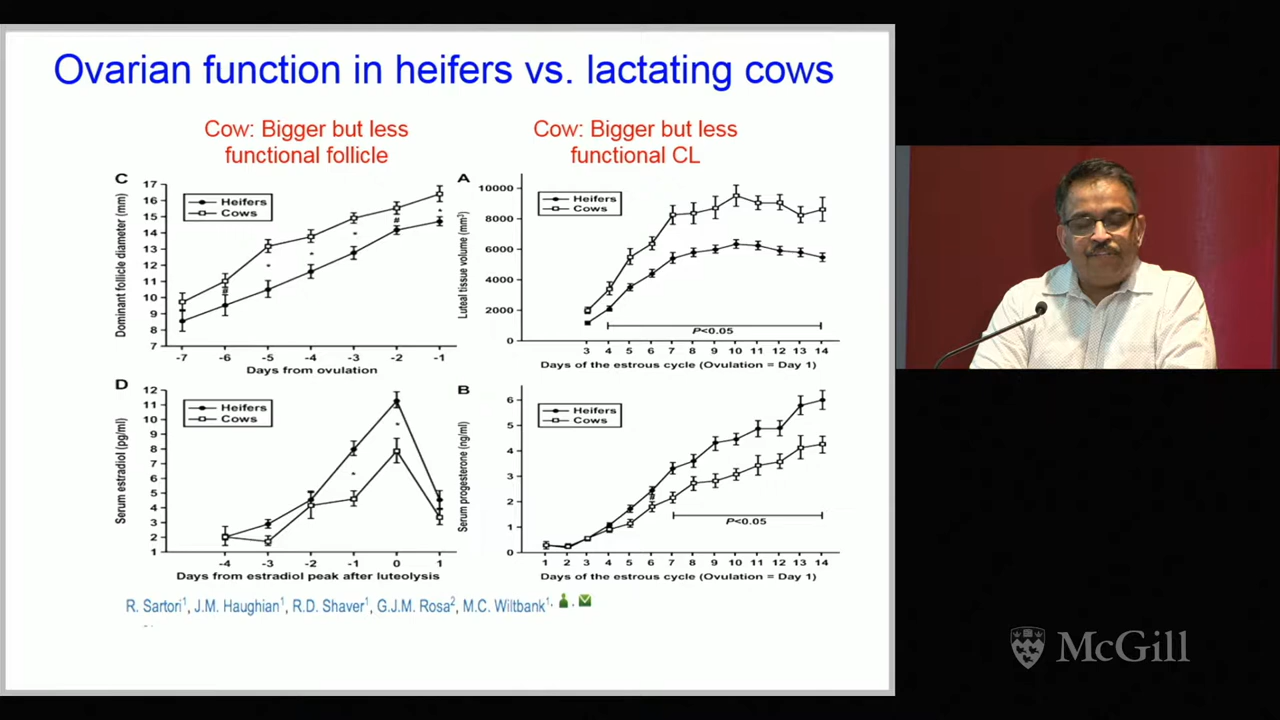 Ovarian function in heifers vs. lactating cows
Cow: Bigger but less
functional follicle
Cow: Bigger but less
functional CL
C
Dominant follicle diameter (mm)
17
16
15
14
13
12
11
10
9
8
7
Heifers
Cows
# * * * * # *
-7 -6 -5 -4 -3 -2 -1
Days from ovulation
A
Luteal tissue volume (mm³)
10000
8000
6000
4000
2000
0
Heifers
Cows
P<0.05
3 4 5 6 7 8 9 10 11 12 13 14
Days of the estrous cycle (Ovulation = Day 1)
D
Serum estradiol (pg/ml)
12
11
10
9
8
7
6
5
4
3
2
1
Heifers
Cows
* *
-4 -3 -2 -1 0 1
Days from estradiol peak after luteolysis
B
Serum progesterone (ng/ml)
6
5
4
3
2
1
0
Heifers
Cows
#
P<0.05
1 2 3 4 5 6 7 8 9 10 11 12 13 14
Days of the estrous cycle (Ovulation = Day 1)
R. Sartori¹, J.M. Haughian¹, R.D. Shaver¹, G.J.M. Rosa², M.C. Wiltbank¹,
McGill